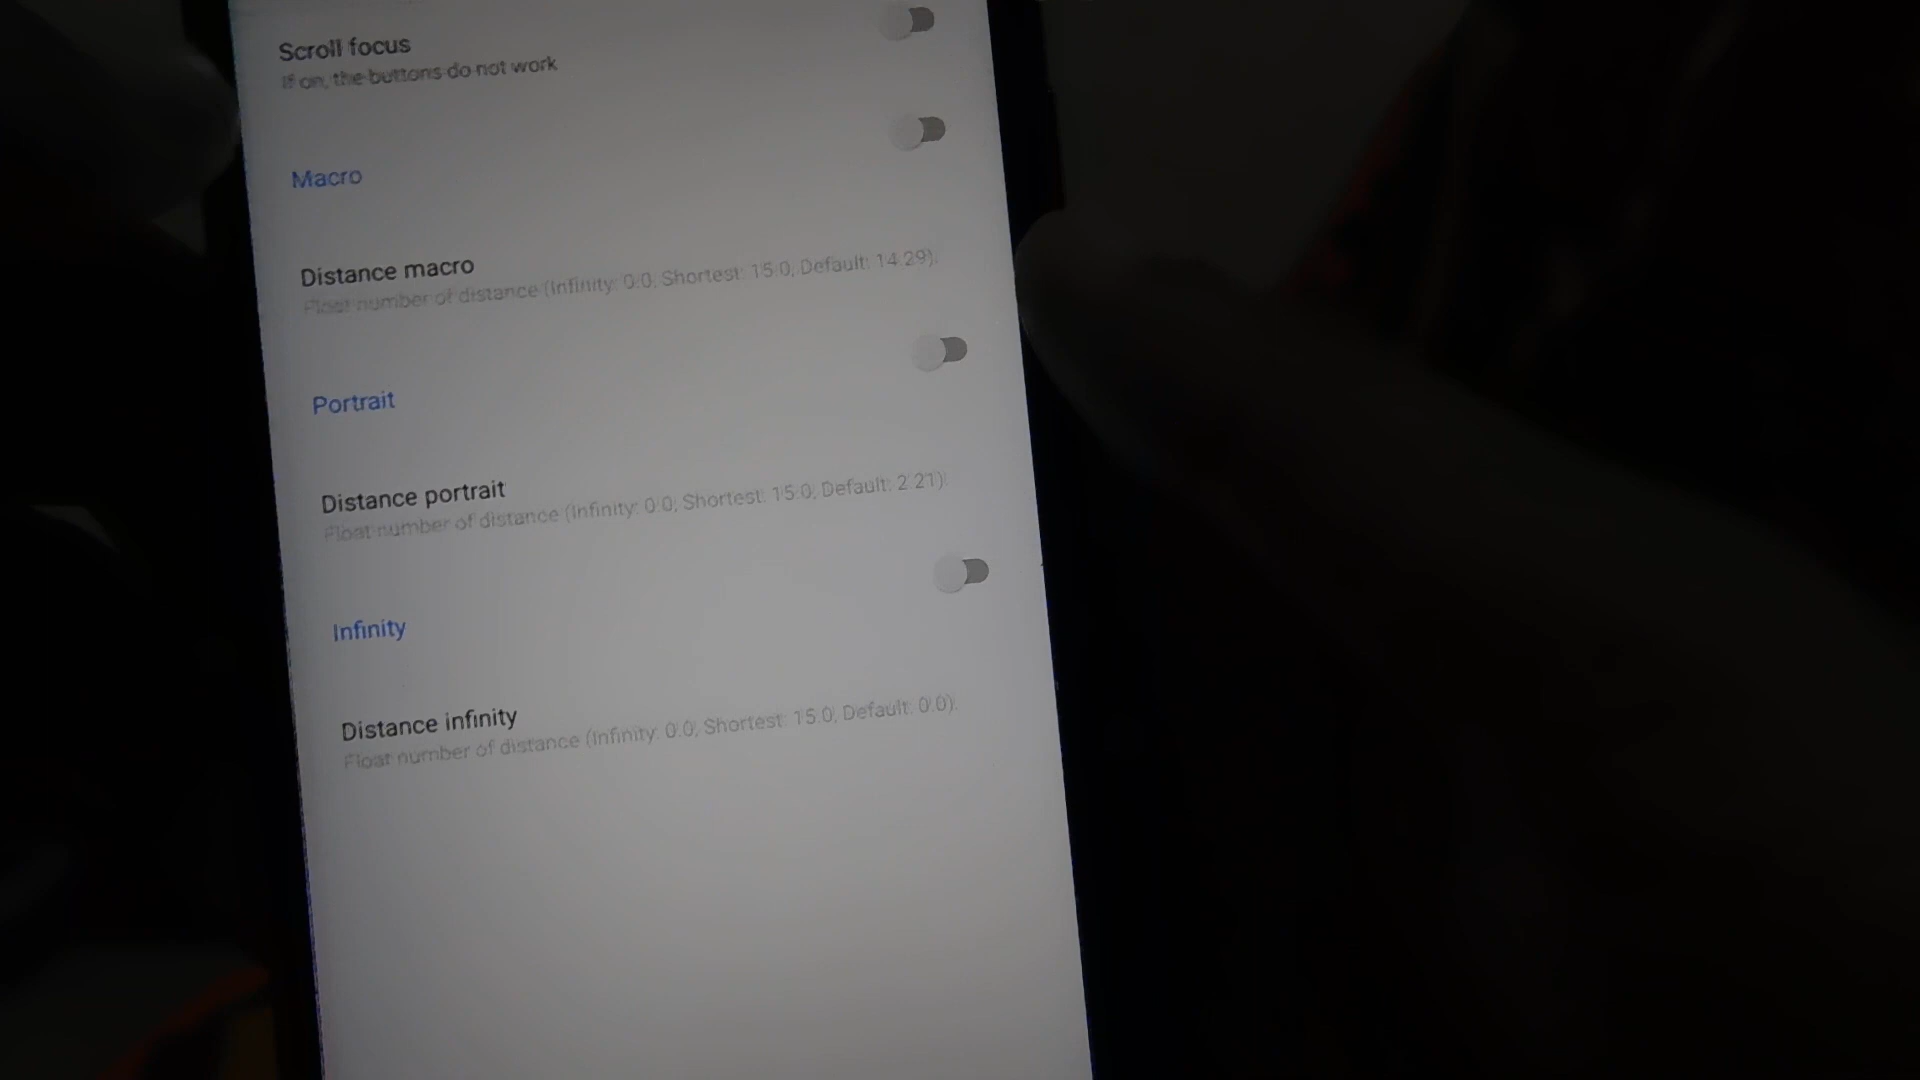 Scroll focus
If on, the buttons do not work
Macro
Distance macro
Float number of distance (Infinity: 0.0, Shortest: 15.0, Default: 14.29).
Portrait
Distance portrait
Float number of distance (Infinity: 0.0, Shortest: 15.0, Default: 2.21).
Infinity
Distance infinity
Float number of distance (Infinity: 0.0, Shortest: 15.0, Default: 0.0).